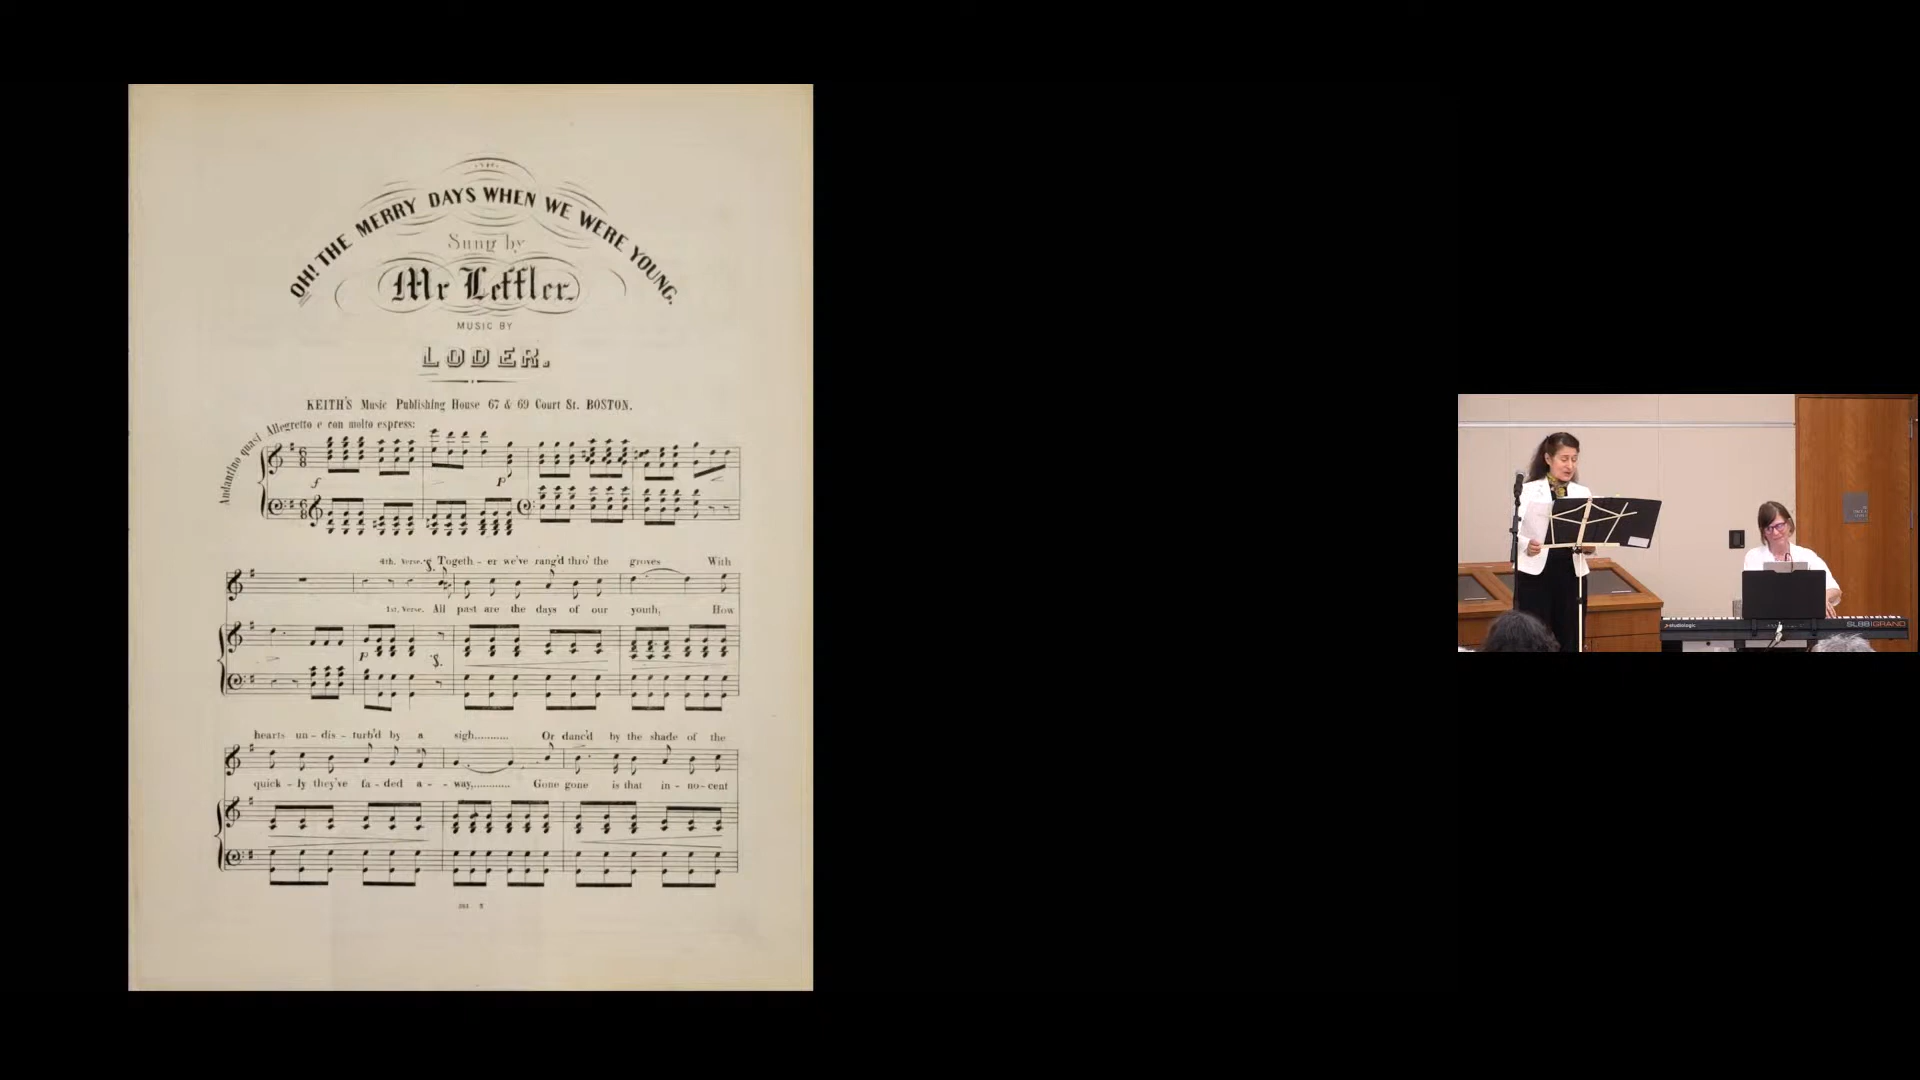 OH! THE MERRY DAYS WHEN WE WERE YOUNG.
Sung by
Mr Leffler.
MUSIC BY
LODER.
KEITH'S Music Publishing House 67 & 69 Court St. BOSTON.
Andantino quasi Allegretto e con molto espress:
f
p
4th. Verse. Togeth - er we've rang'd thro' the groves With
1st. Verse. All past are the days of our youth, How
p
hearts un - dis - turb'd by a sigh........... Or danc'd by the shade of the
quick - ly they've fa - ded a - - way,............ Gone gone is that in - no - cent
studiologic
SL88 GRAND